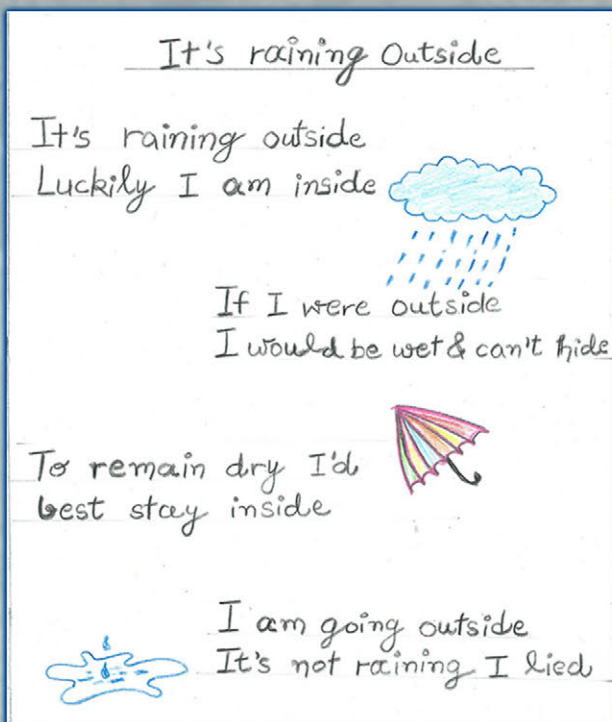 It's raining Outside
It's raining outside
Luckily I am inside
If I were outside
I would be wet & can't hide
To remain dry I'd
best stay inside
I am going outside
It's not raining I lied